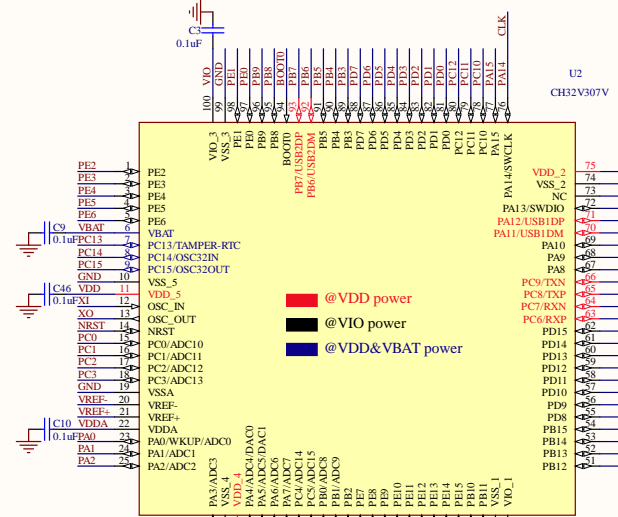 C3
0.1uF
CLK
VIO
GND
PE1
PE0
PB9
PB8
BOOT0
PB7
PB6
PB5
PB4
PB3
PD7
PD6
PD5
PD4
PD3
PD2
PD1
PD0
PC12
PC11
PC10
PA15
PA14
U2
CH32V307V
100
99
98
97
96
95
94
93
92
91
90
89
88
87
86
85
84
83
82
81
80
79
78
77
76
VIO_3
VSS_3
PE1
PE0
PB9
PB8
BOOT0
PB7/USB2DP
PB6/USB2DM
PB5
PB4
PB3
PD7
PD6
PD5
PD4
PD3
PD2
PD1
PD0
PC12
PC11
PC10
PA15
PA14/SWCLK
PE2 1 PE2
PE3 2 PE3
PE4 3 PE4
PE5 4 PE5
PE6 5 PE6
C9 VBAT 6 VBAT
0.1uF PC13 7 PC13/TAMPER-RTC
PC14 8 PC14/OSC32IN
PC15 9 PC15/OSC32OUT
GND 10 VSS_5
C46 VDD 11 VDD_5
0.1uF XI 12 OSC_IN
XO 13 OSC_OUT
NRST 14 NRST
PC0 15 PC0/ADC10
PC1 16 PC1/ADC11
PC2 17 PC2/ADC12
PC3 18 PC3/ADC13
GND 19 VSSA
VREF- 20 VREF-
VREF+ 21 VREF+
C10 VDDA 22 VDDA
0.1uF PA0 23 PA0/WKUP/ADC0
PA1 24 PA1/ADC1
PA2 25 PA2/ADC2
@VDD power
@VIO power
@VDD&VBAT power
VDD_2 75
VSS_2 74
NC 73
PA13/SWDIO 72
PA12/USB1DP 71
PA11/USB1DM 70
PA10 69
PA9 68
PA8 67
PC9/TXN 66
PC8/TXP 65
PC7/RXN 64
PC6/RXP 63
PD15 62
PD14 61
PD13 60
PD12 59
PD11 58
PD10 57
PD9 56
PD8 55
PB15 54
PB14 53
PB13 52
PB12 51
PA3/ADC3
VSS_4
VDD_4
PA4/ADC4/DAC0
PA5/ADC5/DAC1
PA6/ADC6
PA7/ADC7
PC4/ADC14
PC5/ADC15
PB0/ADC8
PB1/ADC9
PB2
PE7
PE8
PE9
PE10
PE11
PE12
PE13
PE14
PE15
PB10
PB11
VSS_1
VIO_1